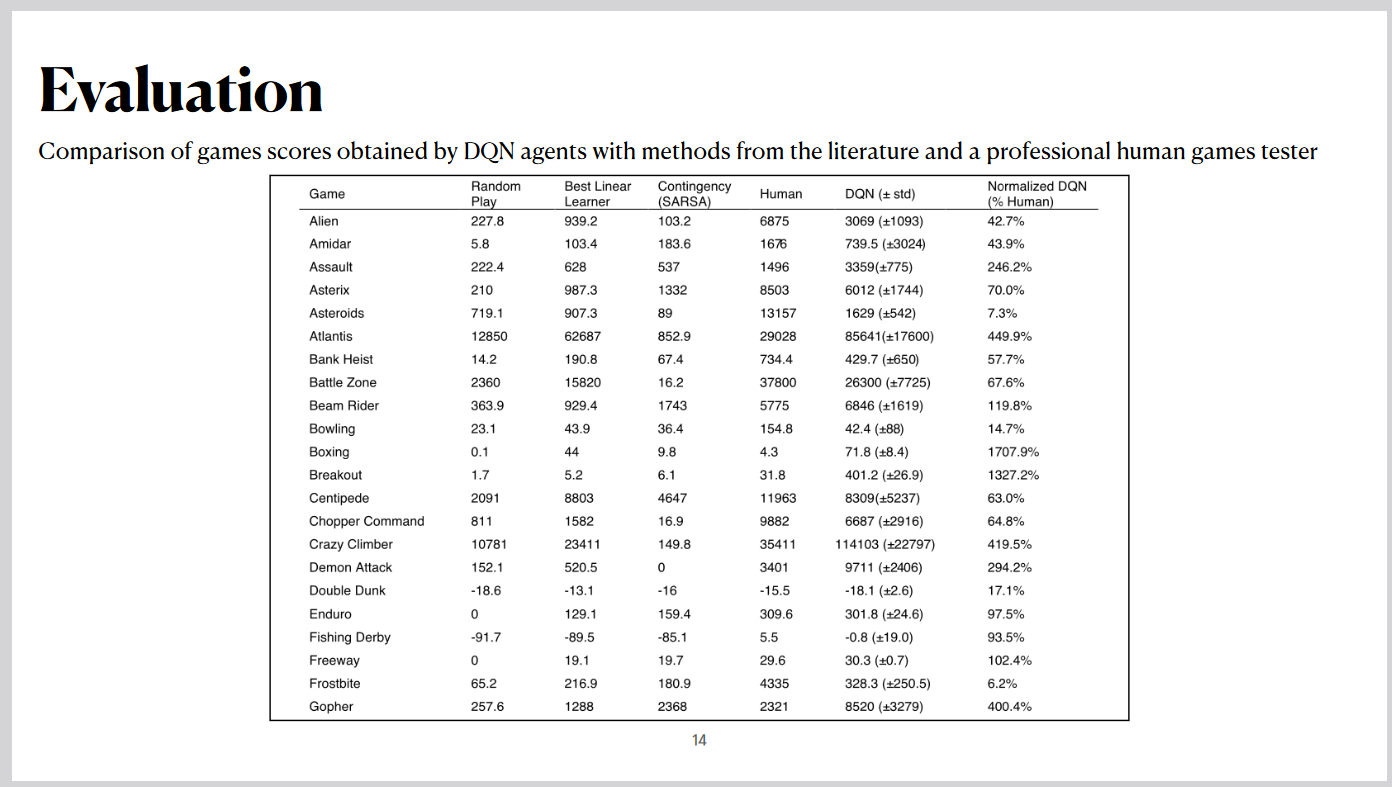 Evaluation
Comparison of games scores obtained by DQN agents with methods from the literature and a professional human games tester
Game Random Play Best Linear Learner Contingency (SARSA) Human DQN (± std) Normalized DQN (% Human)
Alien 227.8 939.2 103.2 6875 3069 (±1093) 42.7%
Amidar 5.8 103.4 183.6 1676 739.5 (±3024) 43.9%
Assault 222.4 628 537 1496 3359(±775) 246.2%
Asterix 210 987.3 1332 8503 6012 (±1744) 70.0%
Asteroids 719.1 907.3 89 13157 1629 (±542) 7.3%
Atlantis 12850 62687 852.9 29028 85641(±17600) 449.9%
Bank Heist 14.2 190.8 67.4 734.4 429.7 (±650) 57.7%
Battle Zone 2360 15820 16.2 37800 26300 (±7725) 67.6%
Beam Rider 363.9 929.4 1743 5775 6846 (±1619) 119.8%
Bowling 23.1 43.9 36.4 154.8 42.4 (±88) 14.7%
Boxing 0.1 44 9.8 4.3 71.8 (±8.4) 1707.9%
Breakout 1.7 5.2 6.1 31.8 401.2 (±26.9) 1327.2%
Centipede 2091 8803 4647 11963 8309(±5237) 63.0%
Chopper Command 811 1582 16.9 9882 6687 (±2916) 64.8%
Crazy Climber 10781 23411 149.8 35411 114103 (±22797) 419.5%
Demon Attack 152.1 520.5 0 3401 9711 (±2406) 294.2%
Double Dunk -18.6 -13.1 -16 -15.5 -18.1 (±2.6) 17.1%
Enduro 0 129.1 159.4 309.6 301.8 (±24.6) 97.5%
Fishing Derby -91.7 -89.5 -85.1 5.5 -0.8 (±19.0) 93.5%
Freeway 0 19.1 19.7 29.6 30.3 (±0.7) 102.4%
Frostbite 65.2 216.9 180.9 4335 328.3 (±250.5) 6.2%
Gopher 257.6 1288 2368 2321 8520 (±3279) 400.4%
14